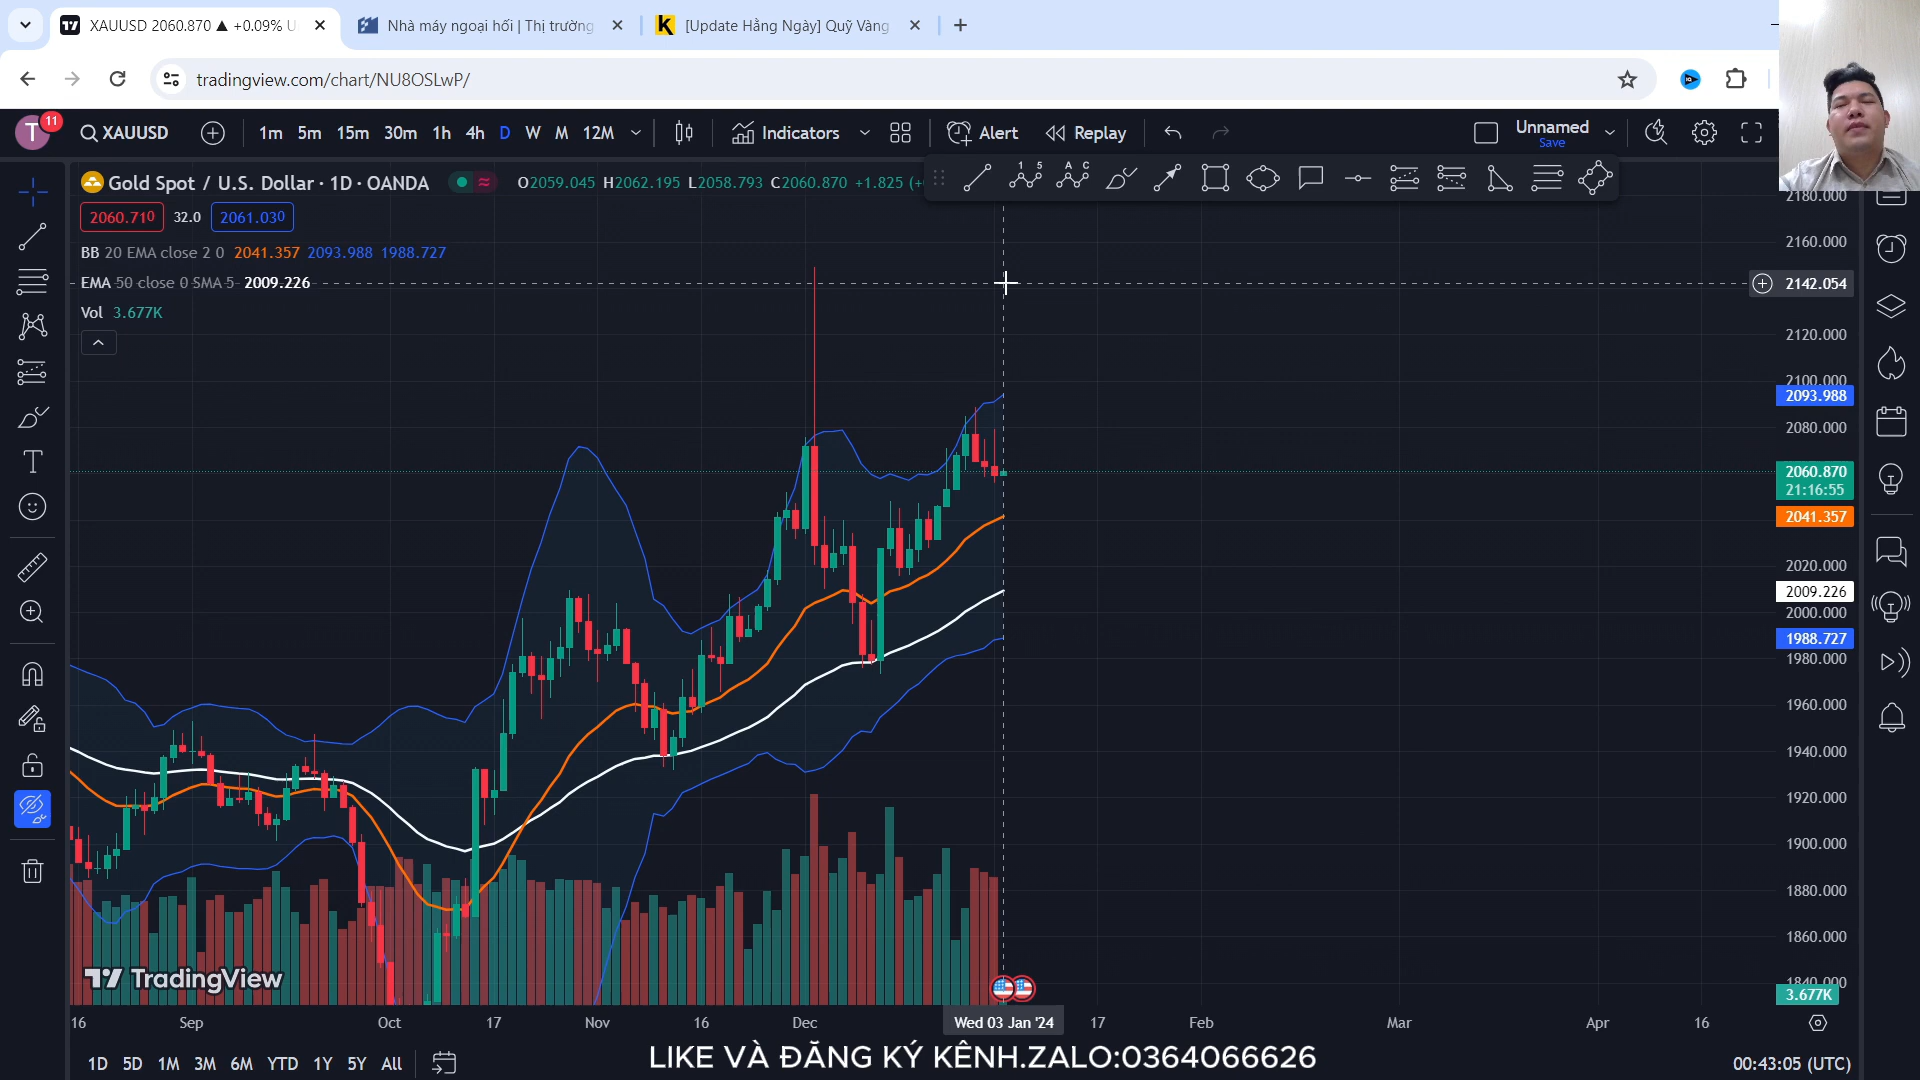 XAUUSD 2060.870 ▲ +0.09% U
Nhà máy ngoại hối | Thị trường
[Update Hằng Ngày] Quỹ Vàng
tradingview.com/chart/NU8OSLwP/
T
11
XAUUSD
1m 5m 15m 30m 1h 4h D W M 12M
Indicators
Alert
Replay
Unnamed
Save
Gold Spot / U.S. Dollar · 1D · OANDA
O2059.045 H2062.195 L2058.793 C2060.870 +1.825 (+
2060.710 32.0 2061.030
BB 20 EMA close 2 0 2041.357 2093.988 1988.727
EMA 50 close 0 SMA 5 2009.226
Vol 3.677K
2180.000
2160.000
2142.054
2120.000
2100.000
2093.988
2080.000
2060.870
21:16:55
2041.357
2020.000
2009.226
2000.000
1988.727
1980.000
1960.000
1940.000
1920.000
1900.000
1880.000
1860.000
1840.000
3.677K
TradingView
16 Sep Oct 17 Nov 16 Dec Wed 03 Jan '24 17 Feb Mar Apr 16
1D 5D 1M 3M 6M YTD 1Y 5Y All
LIKE VÀ ĐĂNG KÝ KÊNH.ZALO:0364066626
00:43:05 (UTC)